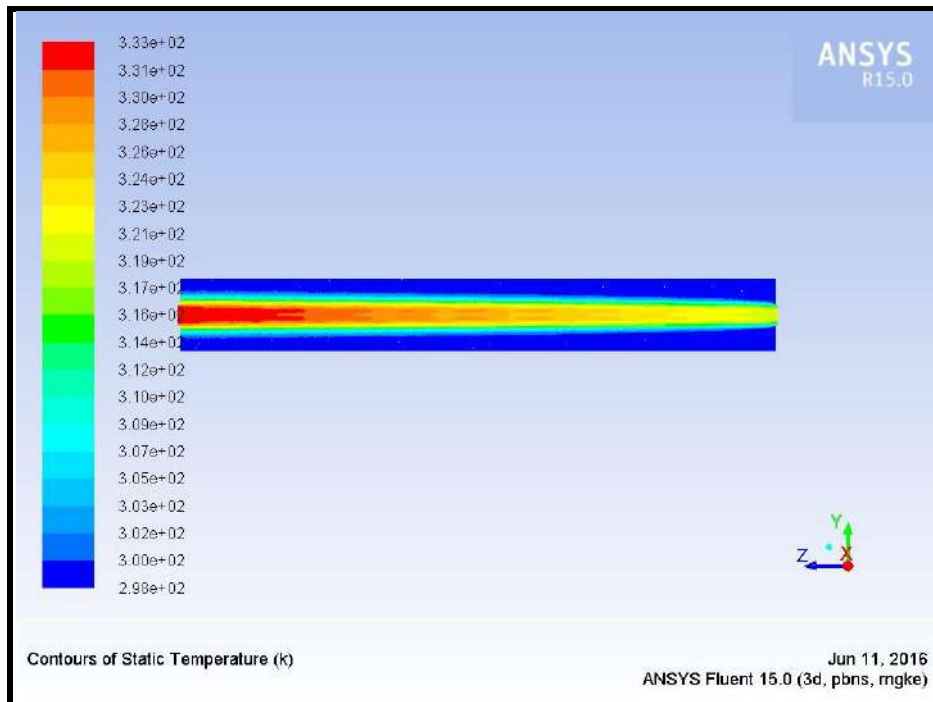 3.33e+02
3.31e+02
3.30e+02
3.28e+02
3.26e+02
3.24e+02
3.23e+02
3.21e+02
3.19e+02
3.17e+02
3.16e+02
3.14e+02
3.12e+02
3.10e+02
3.09e+02
3.07e+02
3.05e+02
3.03e+02
3.02e+02
3.00e+02
2.98e+02
ANSYS
R15.0
Y
Z X
Contours of Static Temperature (k)
Jun 11, 2016
ANSYS Fluent 15.0 (3d, pbns, rngke)